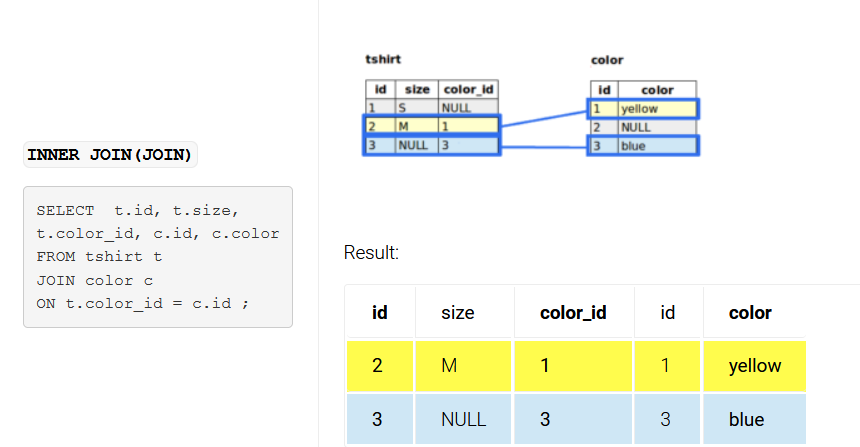 INNER JOIN(JOIN)
SELECT  t.id, t.size,
t.color_id, c.id, c.color
FROM tshirt t
JOIN color c
ON t.color_id = c.id ;
tshirt
id size color_id
1 S NULL
2 M 1
3 NULL 3
color
id color
1 yellow
2 NULL
3 blue
Result:
id size color_id id color
2 M 1 1 yellow
3 NULL 3 3 blue